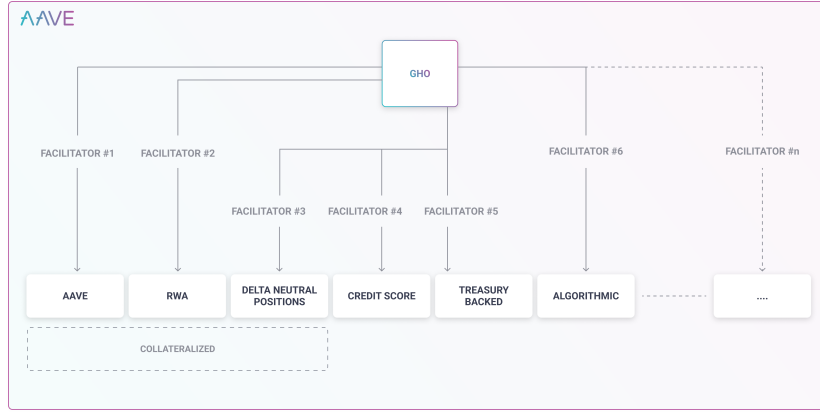 AAVE
GHO
FACILITATOR #1
FACILITATOR #2
FACILITATOR #6
FACILITATOR #n
FACILITATOR #3
FACILITATOR #4
FACILITATOR #5
AAVE
RWA
DELTA NEUTRAL
POSITIONS
CREDIT SCORE
TREASURY
BACKED
ALGORITHMIC
....
COLLATERALIZED